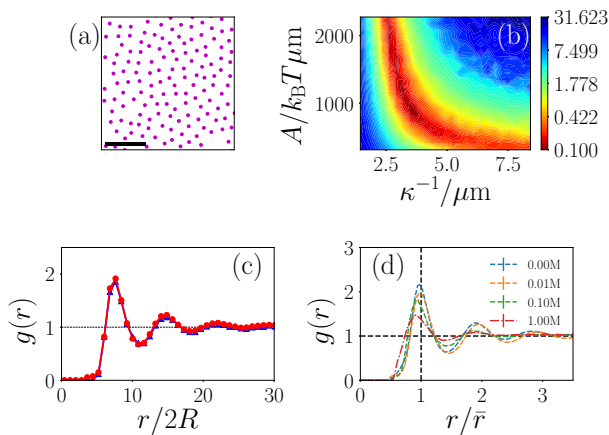 (a)
A/k_BTμm
2000
1000
(b)
2.5
5.0
7.5
κ⁻¹/μm
31.623
7.499
1.778
0.422
0.100
g(r)
2
1
0
(c)
0
10
20
30
r/2R
g(r)
3
2
1
0
(d)
0.00M
0.01M
0.10M
1.00M
0
1
2
3
r/r̄